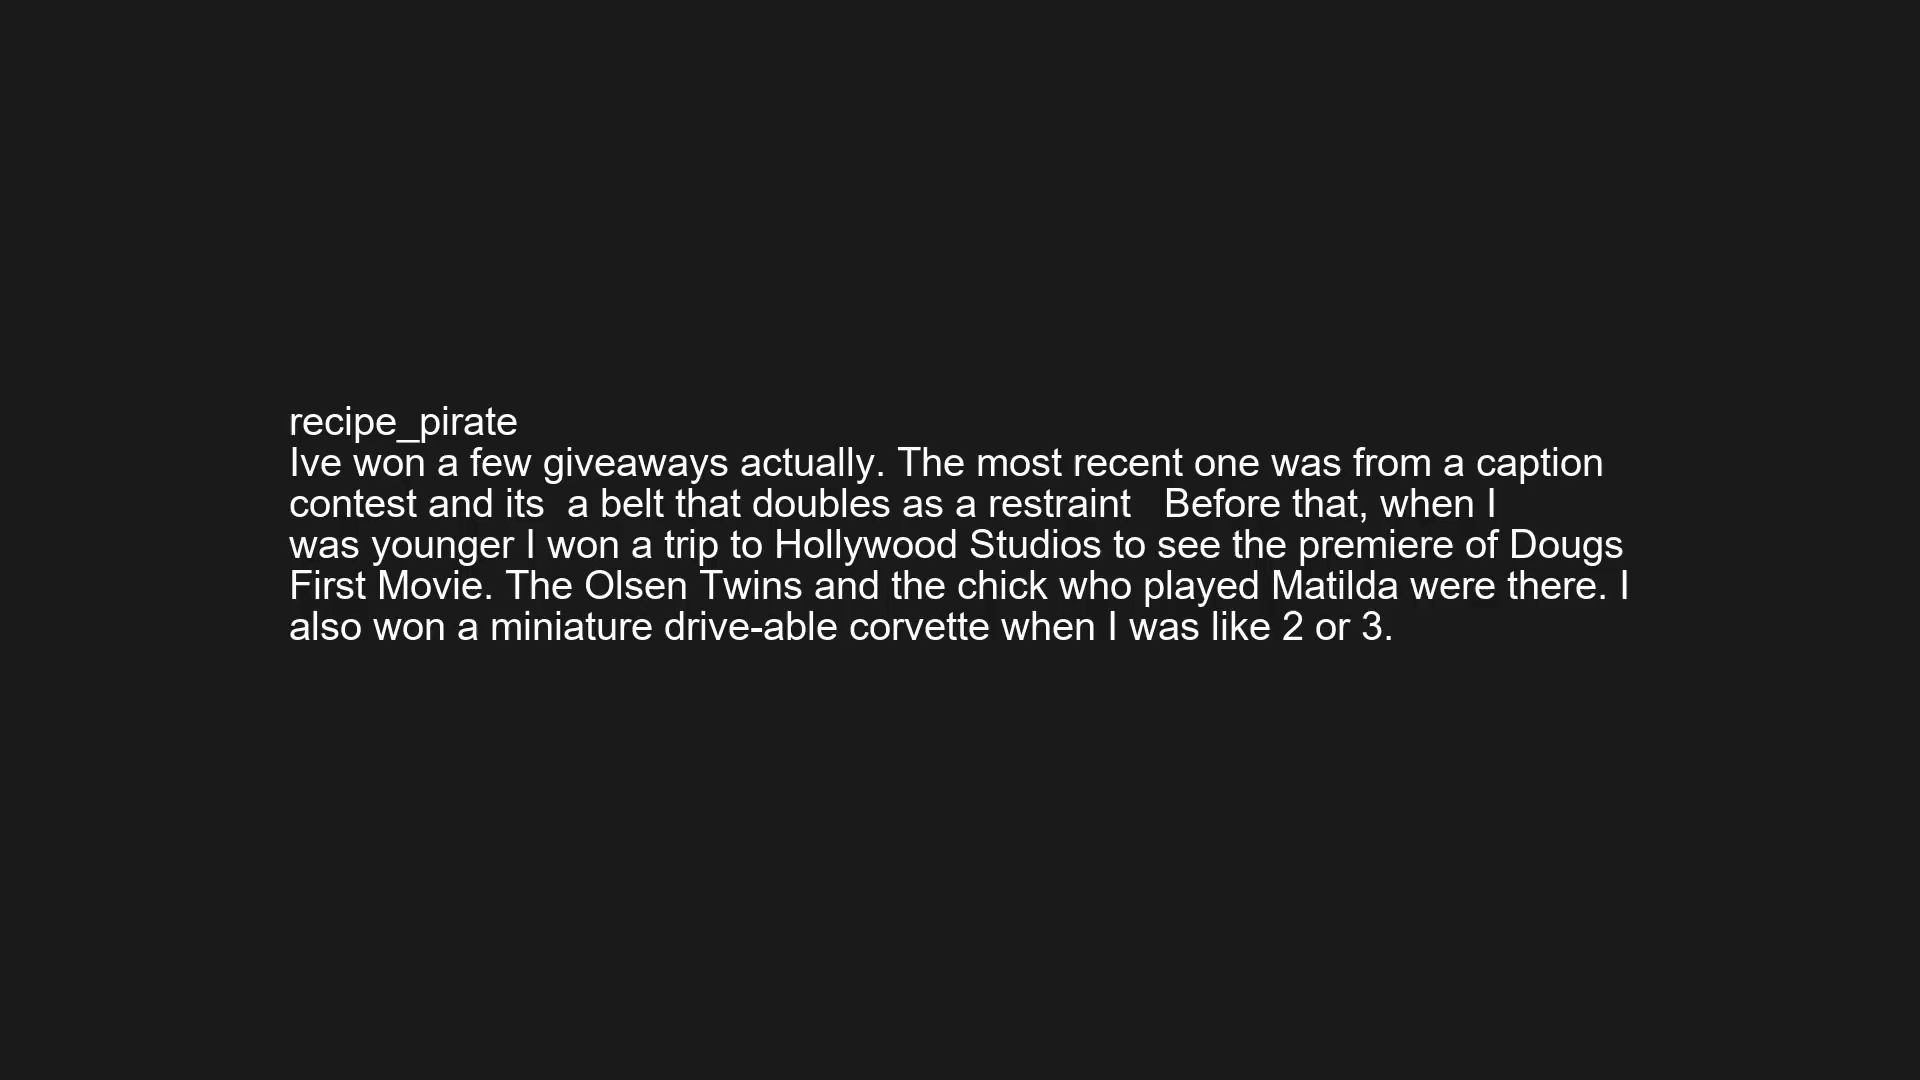 recipe_pirate
Ive won a few giveaways actually. The most recent one was from a caption
contest and its  a belt that doubles as a restraint   Before that, when I
was younger I won a trip to Hollywood Studios to see the premiere of Dougs
First Movie. The Olsen Twins and the chick who played Matilda were there. I
also won a miniature drive-able corvette when I was like 2 or 3.